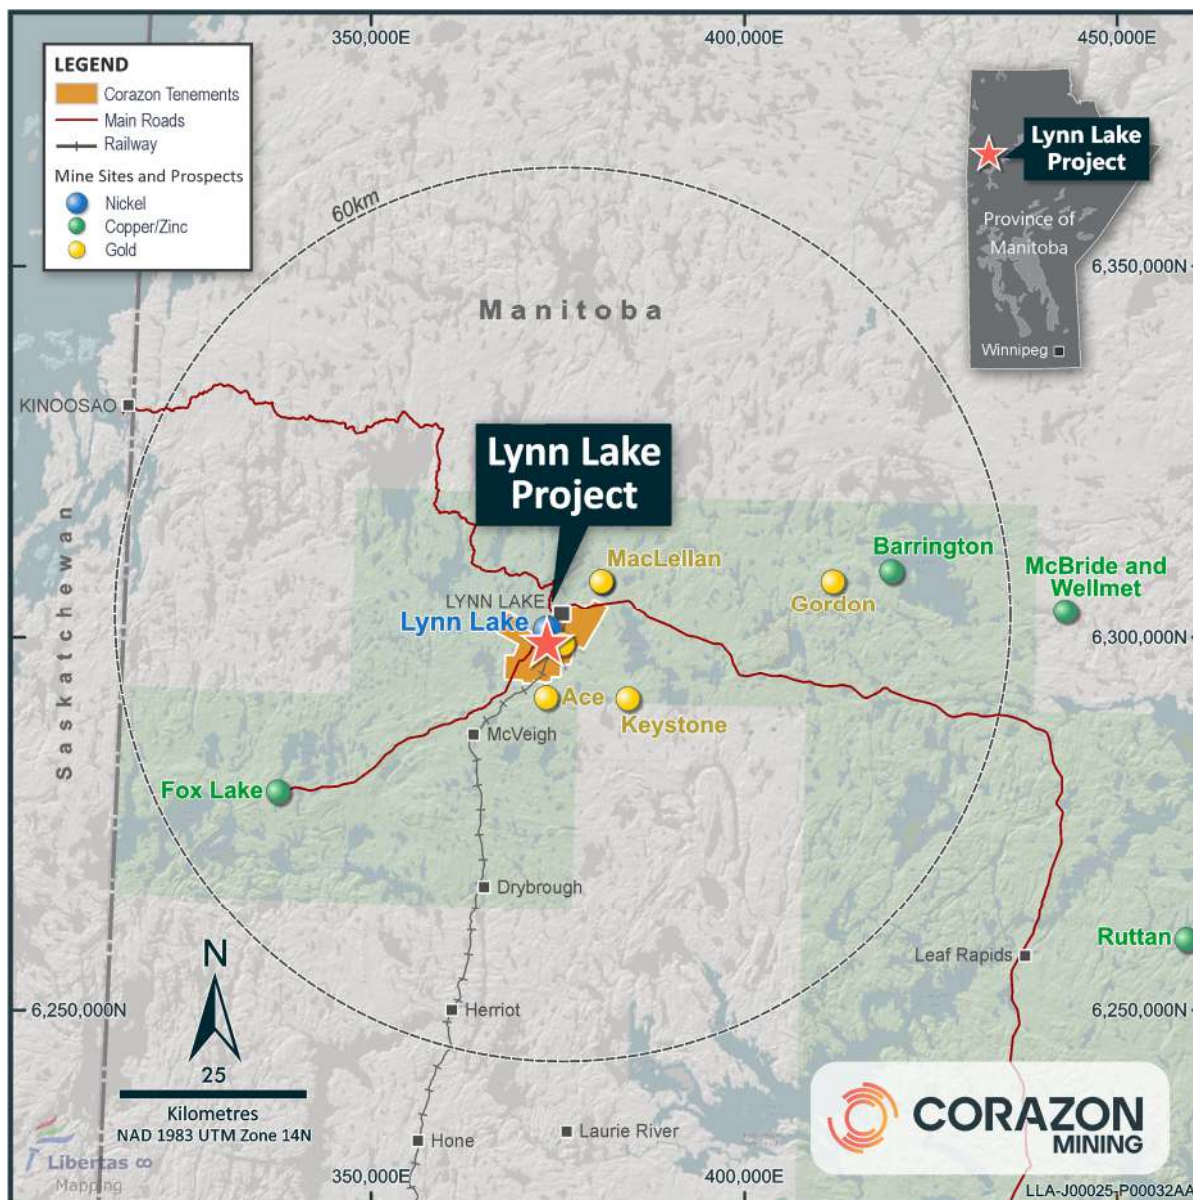 350,000E
400,000E
450,000E
LEGEND
Corazon Tenements
Main Roads
Railway
Mine Sites and Prospects
Nickel
Copper/Zinc
Gold
Lynn Lake
Project
Province of
Manitoba
Winnipeg
60km
6,350,000N
Manitoba
KINOOSAO
Lynn Lake
Project
Saskatchewan
MacLellan
Barrington
McBride and
Wellmet
Gordon
LYNN LAKE
Lynn Lake
6,300,000N
Ace
Keystone
McVeigh
Fox Lake
Drybrough
Ruttan
Leaf Rapids
N
6,250,000N
Herriot
6,250,000N
25
Kilometres
NAD 1983 UTM Zone 14N
Hone
Laurie River
CORAZON
MINING
Libertas ∞
Mapping
350,000E
400,000E
LLA-J00025-P00032AA